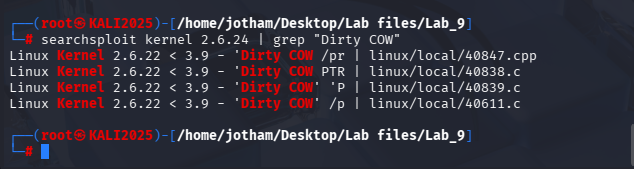 ┌──(root㉿KALI2025)-[/home/jotham/Desktop/Lab files/Lab_9]
└─# searchsploit kernel 2.6.24 | grep "Dirty COW"
Linux Kernel 2.6.22 < 3.9 - 'Dirty COW /pr | linux/local/40847.cpp
Linux Kernel 2.6.22 < 3.9 - 'Dirty COW PTR | linux/local/40838.c
Linux Kernel 2.6.22 < 3.9 - 'Dirty COW' 'P | linux/local/40839.c
Linux Kernel 2.6.22 < 3.9 - 'Dirty COW' /p | linux/local/40611.c
┌──(root㉿KALI2025)-[/home/jotham/Desktop/Lab files/Lab_9]
└─#